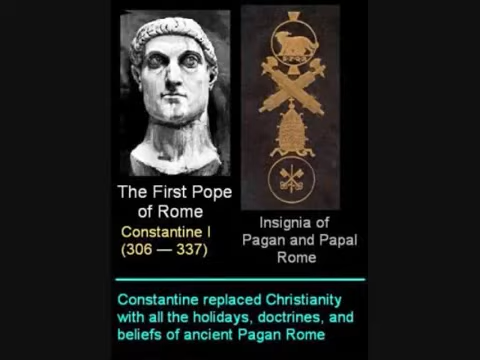 The First Pope
of Rome
Constantine I
(306 — 337)
Insignia of
Pagan and Papal
Rome
Constantine replaced Christianity
with all the holidays, doctrines, and
beliefs of ancient Pagan Rome